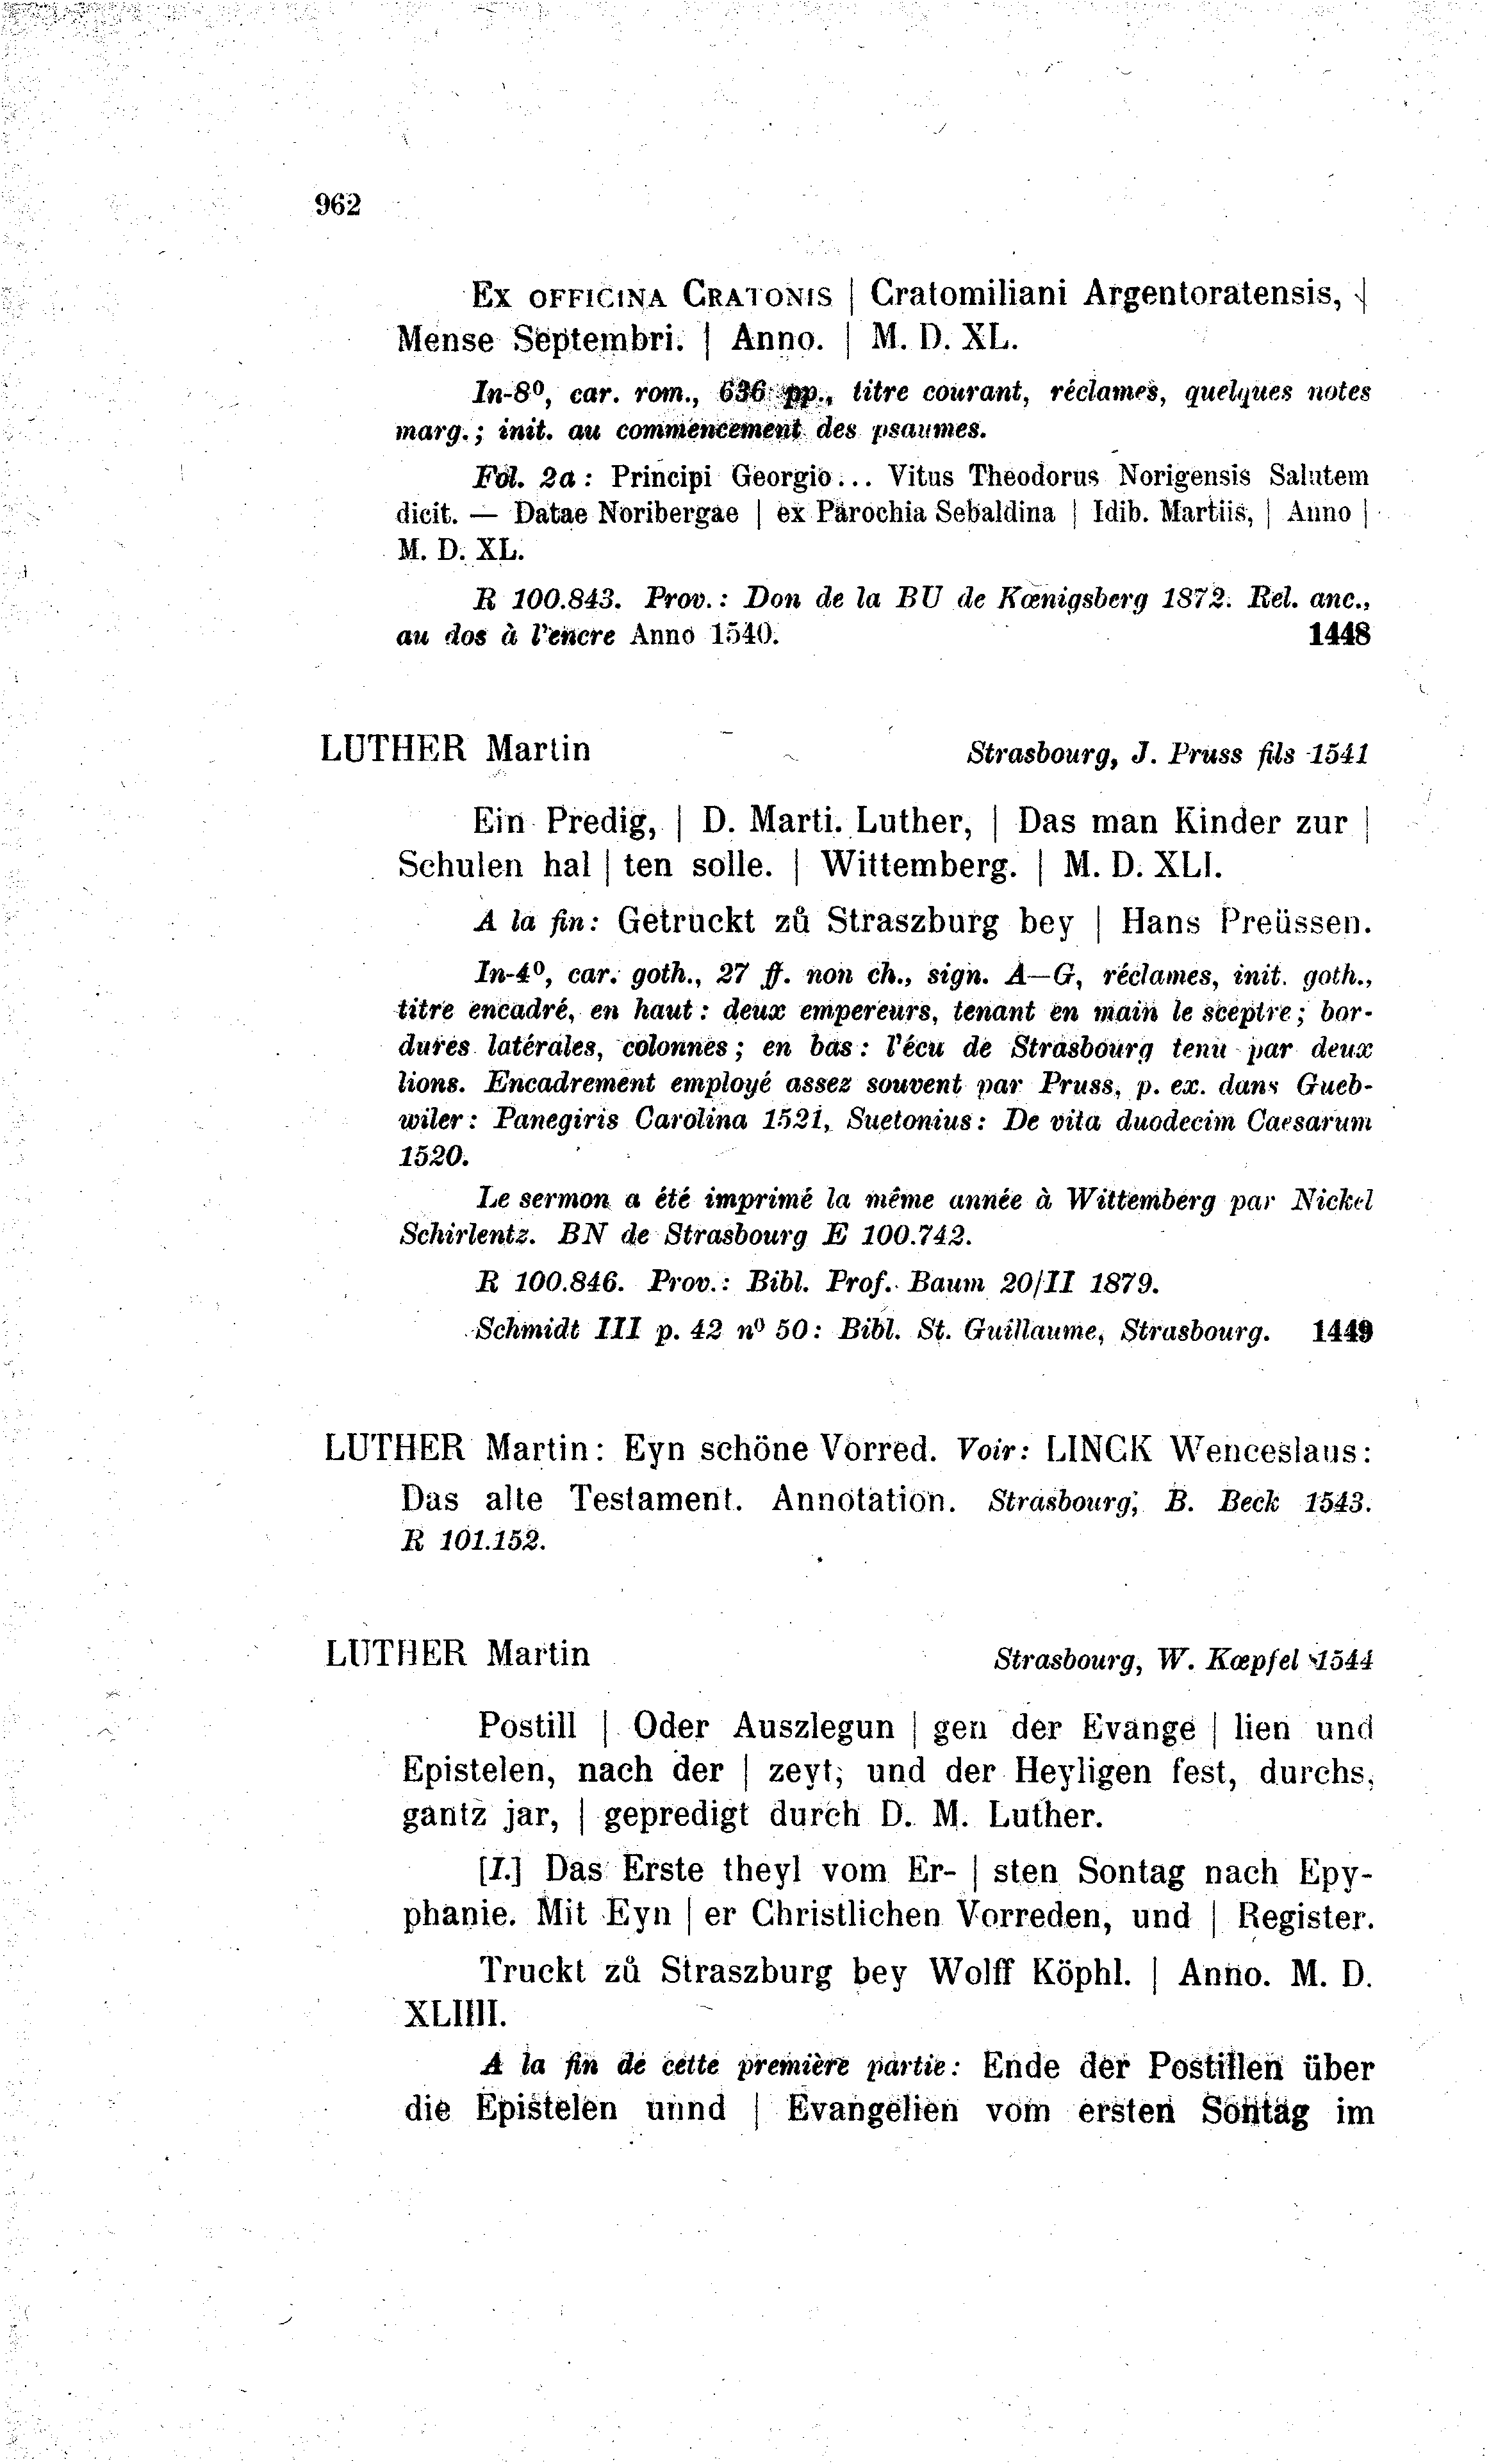 962
Ex officina Cratonis | Cratomiliani Argentoratensis, |
Mense Septembri. | Anno. | M. D. XL.
In-8⁰, car. rom., 636 pp., titre courant, réclames, quelques notes
marg.; init. au commencement des psaumes.
Fol. 2a: Principi Georgio... Vitus Theodorus Norigensis Salutem
dicit. — Datae Noribergae | ex Parochia Sebaldina | Idib. Martiis, | Anno |
M. D. XL.
R 100.843. Prov.: Don de la BU de Kœnigsberg 1872. Rel. anc.,
au dos à l'encre Anno 1540. 1448
LUTHER Martin Strasbourg, J. Pruss fils 1541
Ein Predig, | D. Marti. Luther, | Das man Kinder zur |
Schulen hal | ten solle. | Wittemberg. | M. D. XLI.
A la fin: Getruckt zů Straszburg bey | Hans Preüssen.
In-4⁰, car. goth., 27 ff. non ch., sign. A—G, réclames, init. goth.,
titre encadré, en haut: deux empereurs, tenant en main le sceptre; bor-
dures latérales, colonnes; en bas: l'écu de Strasbourg tenu par deux
lions. Encadrement employé assez souvent par Pruss, p. ex. dans Gueb-
wiler: Panegiris Carolina 1521, Suetonius: De vita duodecim Caesarum
1520.
Le sermon a été imprimé la même année à Wittemberg par Nickel
Schirlentz. BN de Strasbourg E 100.742.
R 100.846. Prov.: Bibl. Prof. Baum 20/II 1879.
Schmidt III p. 42 n⁰ 50: Bibl. St. Guillaume, Strasbourg. 1449
LUTHER Martin: Eyn schöne Vorred. Voir: LINCK Wenceslaus:
Das alte Testament. Annotation. Strasbourg, B. Beck 1543.
R 101.152.
LUTHER Martin Strasbourg, W. Kœpfel 1544
Postill | Oder Auszlegun | gen der Evange | lien und
Epistelen, nach der | zeyt, und der Heyligen fest, durchs,
gantz jar, | gepredigt durch D. M. Luther.
[I.] Das Erste theyl vom Er- | sten Sontag nach Epy-
phanie. Mit Eyn | er Christlichen Vorreden, und | Register.
Truckt zů Straszburg bey Wolff Köphl. | Anno. M. D.
XLIIII.
A la fin de cette première partie: Ende der Postillen über
die Epistelen unnd | Evangelien vom ersten Sontag im